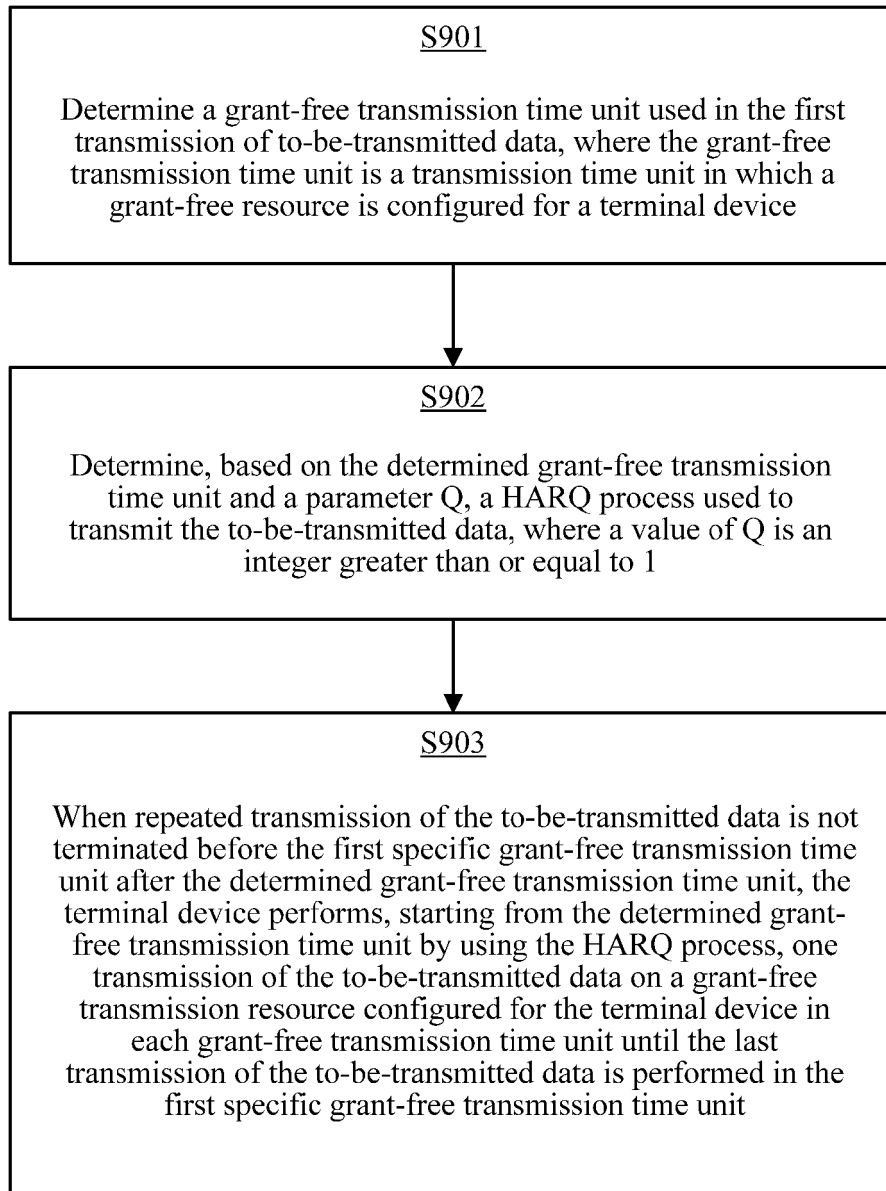 S901
Determine a grant-free transmission time unit used in the first
transmission of to-be-transmitted data, where the grant-free
transmission time unit is a transmission time unit in which a
grant-free resource is configured for a terminal device
S902
Determine, based on the determined grant-free transmission
time unit and a parameter Q, a HARQ process used to
transmit the to-be-transmitted data, where a value of Q is an
integer greater than or equal to 1
S903
When repeated transmission of the to-be-transmitted data is not
terminated before the first specific grant-free transmission time
unit after the determined grant-free transmission time unit, the
terminal device performs, starting from the determined grant-
free transmission time unit by using the HARQ process, one
transmission of the to-be-transmitted data on a grant-free
transmission resource configured for the terminal device in
each grant-free transmission time unit until the last
transmission of the to-be-transmitted data is performed in the
first specific grant-free transmission time unit